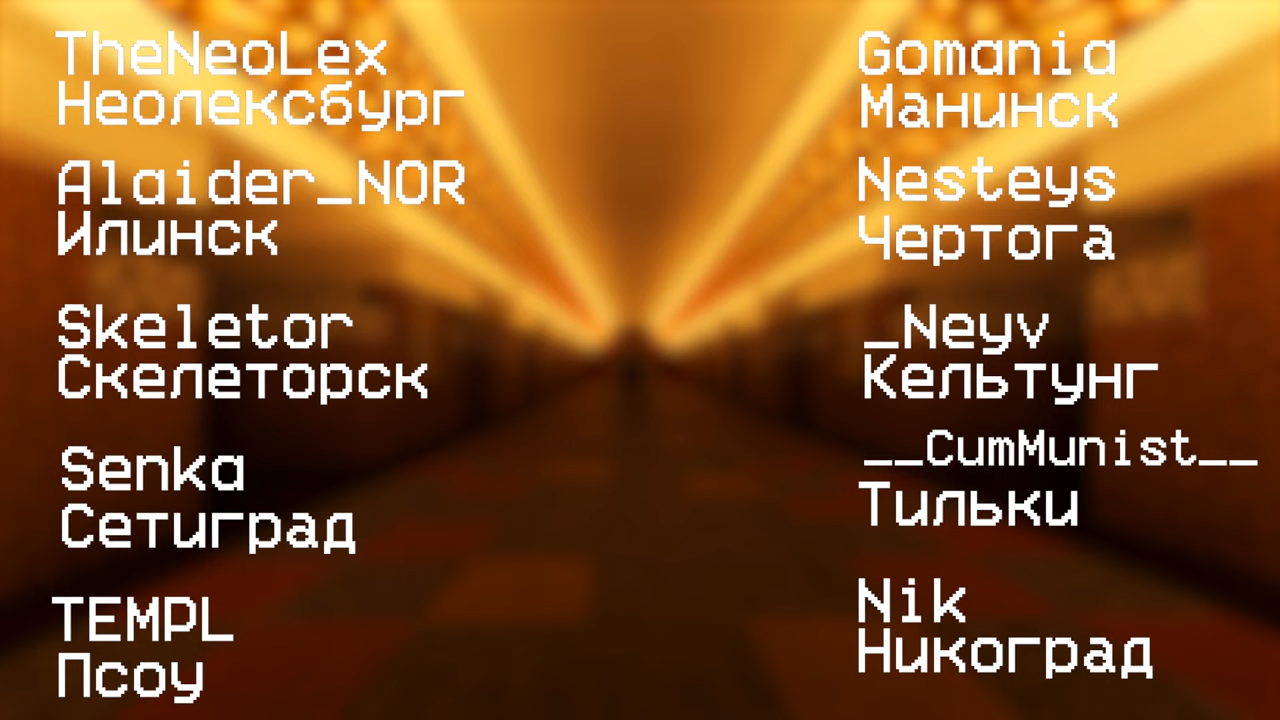 TheNeoLex
Неолексбург
Alaider_NOR
Илинск
Skeletor
Скелеторск
Senka
Сетиград
TEMPL
Псоу
Gomania
Манинск
Nesteys
Чертога
_Neyv
Кельтунг
__CumMunist__
Тильки
Nik
Никоград